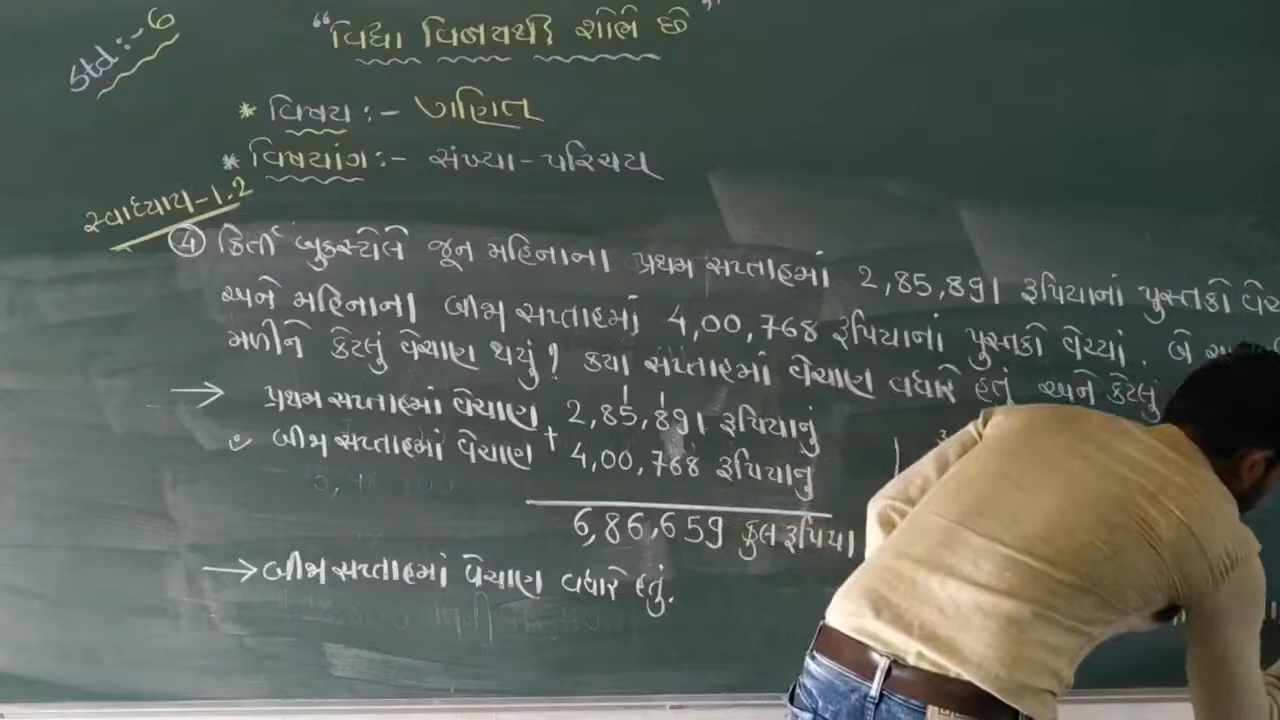 Std:-6
"વિદ્યા વિનયથી શોભે છે"
* વિષય:- ગણિત
* વિષયાંગ:- સંખ્યા-પરિચય
સ્વાધ્યાય-1.2
④ કિર્તી બુકસ્ટોલે જૂન મહિનાના પ્રથમ સપ્તાહમાં 2,85,891 રૂપિયાનાં પુસ્તકો
અને મહિનાના બીજા સપ્તાહમાં 4,00,768 રૂપિયાનાં પુસ્તકો વેચ્યાં. બે
મળીને કેટલું વેચાણ થયું? કયા સપ્તાહમાં વેચાણ વધારે હતું અને કેટલું
→ પ્રથમ સપ્તાહમાં વેચાણ 2,85,891 રૂપિયાનું
બીજા સપ્તાહમાં વેચાણ + 4,00,768 રૂપિયાનું
6,86,659 કુલ રૂપિયા
→ બીજા સપ્તાહમાં વેચાણ વધારે હતું.